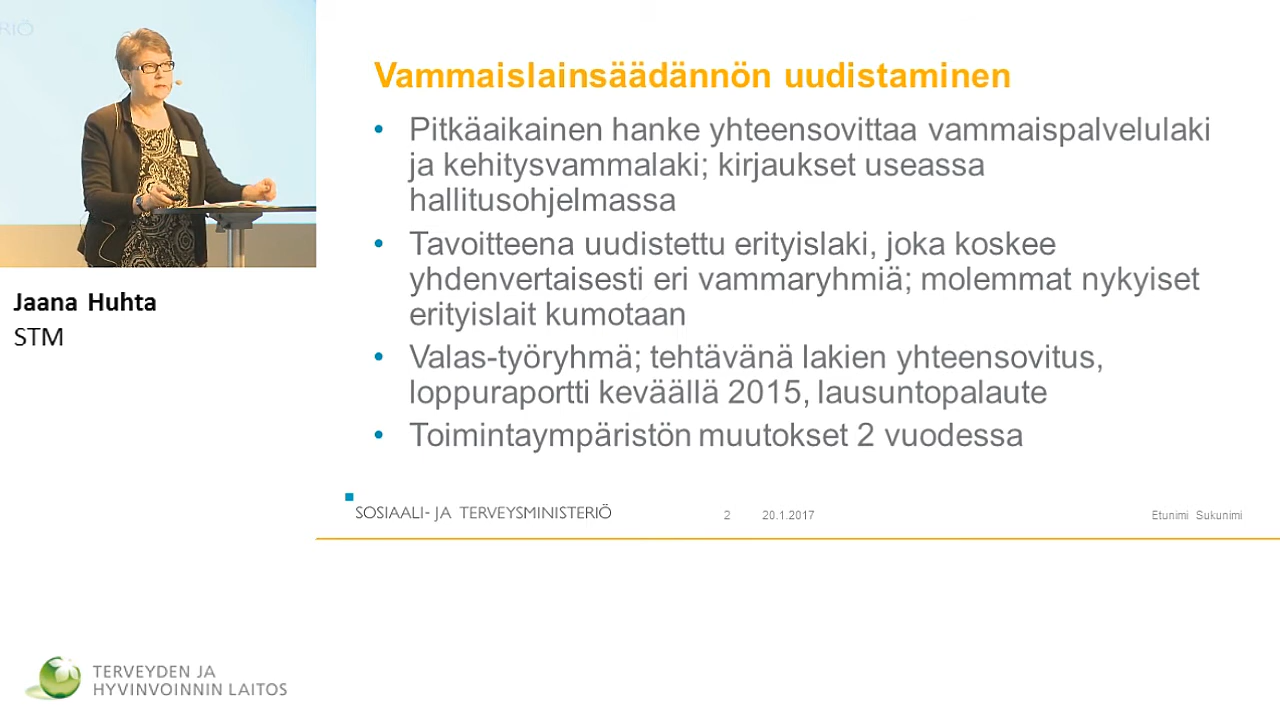 RIÖ
Jaana Huhta
STM
Vammaislainsäädännön uudistaminen
• Pitkäaikainen hanke yhteensovittaa vammaispalvelulaki
ja kehitysvammalaki; kirjaukset useassa
hallitusohjelmassa
• Tavoitteena uudistettu erityislaki, joka koskee
yhdenvertaisesti eri vammaryhmiä; molemmat nykyiset
erityislait kumotaan
• Valas-työryhmä; tehtävänä lakien yhteensovitus,
loppuraportti keväällä 2015, lausuntopalaute
• Toimintaympäristön muutokset 2 vuodessa
SOSIAALI- JA TERVEYSMINISTERIÖ 2 20.1.2017 Etunimi Sukunimi
TERVEYDEN JA
HYVINVOINNIN LAITOS